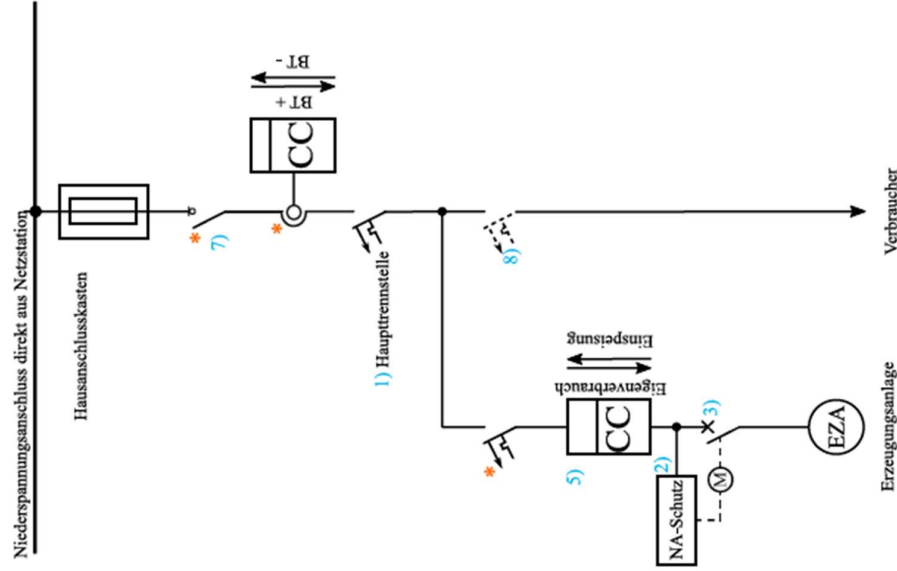 Niederspannungsanschluss direkt aus Netzstation
Hausanschlusskasten
*
7)
*
CC
BT +
BT -
1) Haupttrennstelle
8)
*
5)
CC
Eigenverbrauch
Einspeisung
2)
NA-Schutz
M
3)
EZA
Erzeugungsanlage
Verbraucher